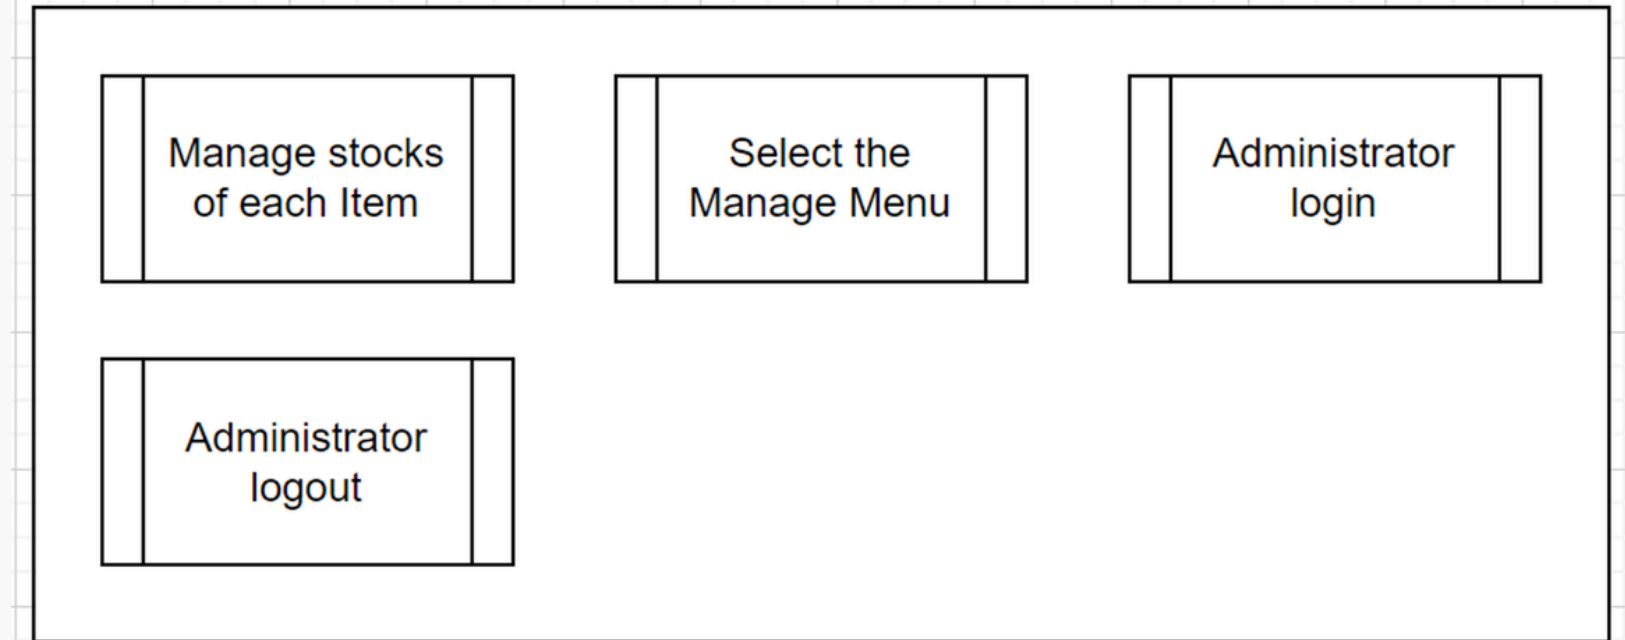 Manage stocks
of each Item
Select the
Manage Menu
Administrator
login
Administrator
logout